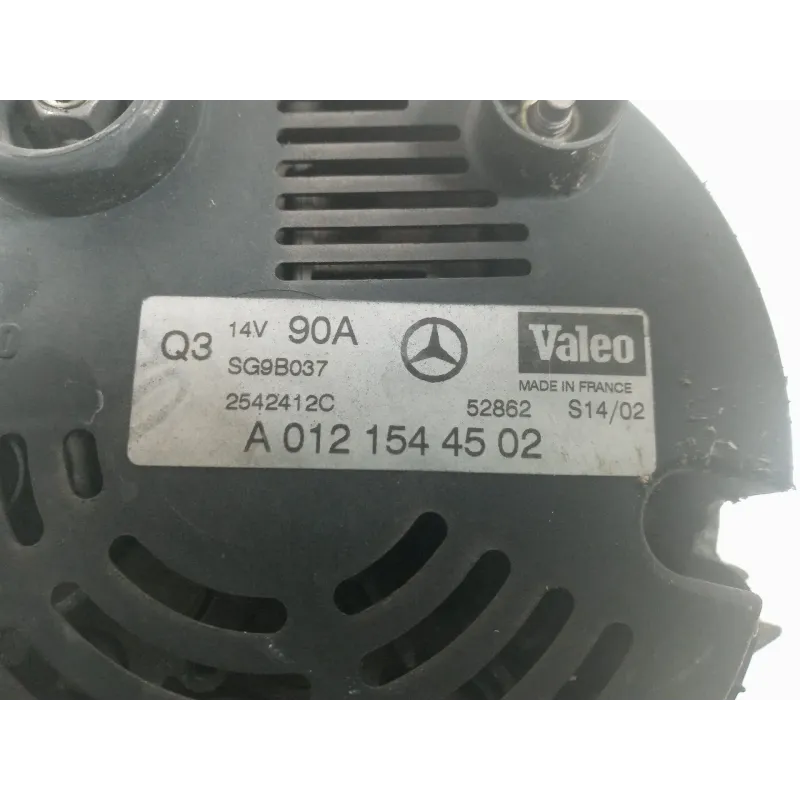 Q3 14V 90A Valeo
SG9B037 MADE IN FRANCE
2542412C 52862 S14/02
A 012 154 45 02